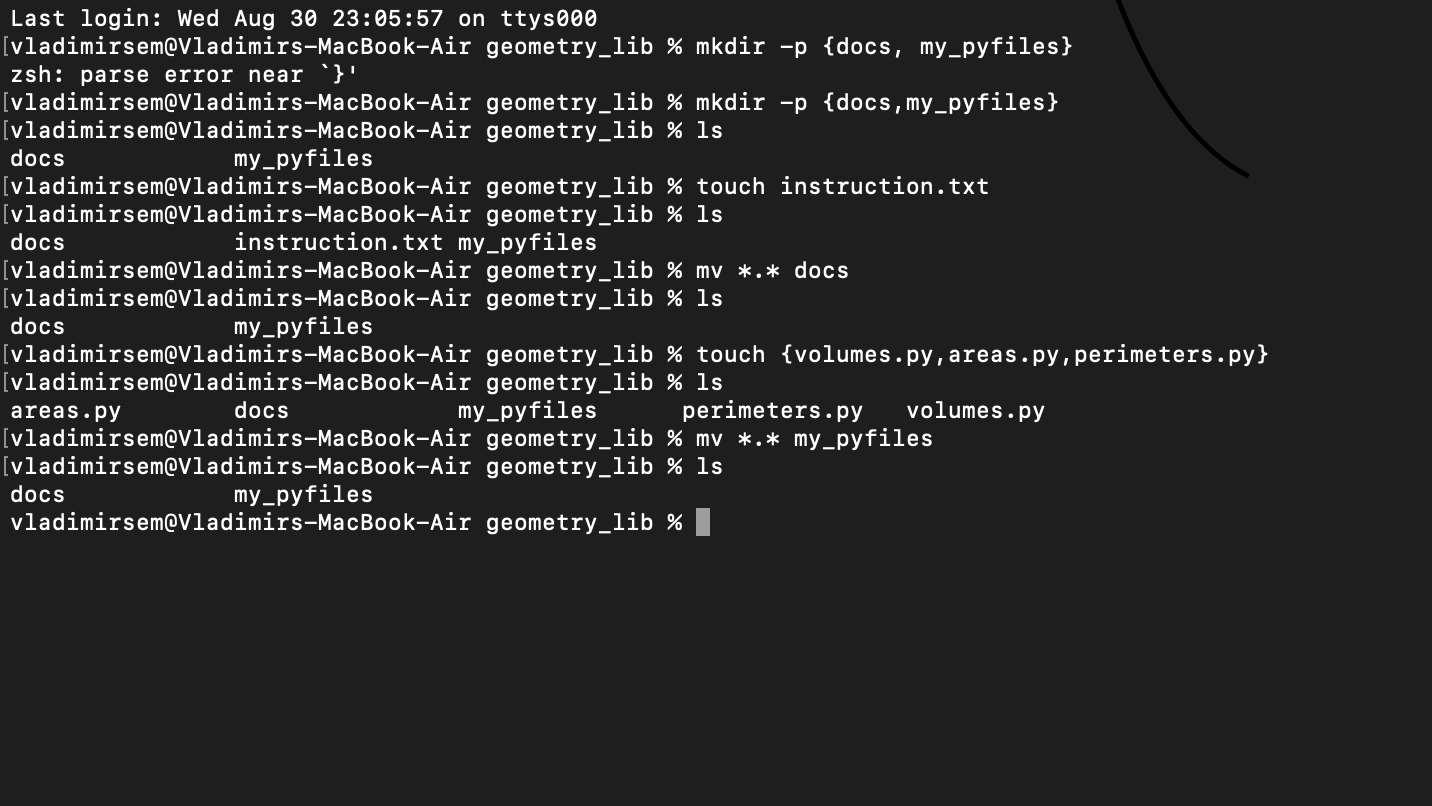 Last login: Wed Aug 30 23:05:57 on ttys000
[vladimirsem@Vladimirs-MacBook-Air geometry_lib % mkdir -p {docs, my_pyfiles}
zsh: parse error near `}'
[vladimirsem@Vladimirs-MacBook-Air geometry_lib % mkdir -p {docs,my_pyfiles}
[vladimirsem@Vladimirs-MacBook-Air geometry_lib % ls
docs            my_pyfiles
[vladimirsem@Vladimirs-MacBook-Air geometry_lib % touch instruction.txt
[vladimirsem@Vladimirs-MacBook-Air geometry_lib % ls
docs            instruction.txt my_pyfiles
[vladimirsem@Vladimirs-MacBook-Air geometry_lib % mv *.* docs
[vladimirsem@Vladimirs-MacBook-Air geometry_lib % ls
docs            my_pyfiles
[vladimirsem@Vladimirs-MacBook-Air geometry_lib % touch {volumes.py,areas.py,perimeters.py}
[vladimirsem@Vladimirs-MacBook-Air geometry_lib % ls
areas.py        docs            my_pyfiles      perimeters.py   volumes.py
[vladimirsem@Vladimirs-MacBook-Air geometry_lib % mv *.* my_pyfiles
[vladimirsem@Vladimirs-MacBook-Air geometry_lib % ls
docs            my_pyfiles
vladimirsem@Vladimirs-MacBook-Air geometry_lib %